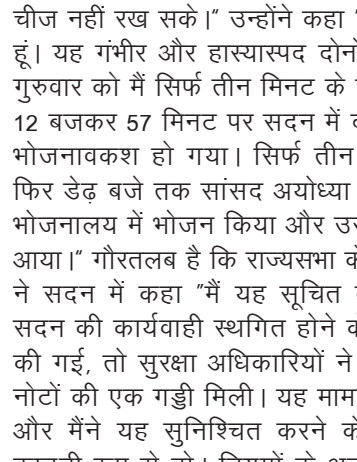 चीज नहीं रख सके।" उन्होंने कहा "
हूं। यह गंभीर और हास्यास्पद दोनों
गुरुवार को मैं सिर्फ तीन मिनट के
12 बजकर 57 मिनट पर सदन में
भोजनावकश हो गया। सिर्फ तीन
फिर डेढ़ बजे तक सांसद अयोध्या
भोजनालय में भोजन किया और
आया।" गौरतलब है कि राज्यसभा के
ने सदन में कहा "मैं यह सूचित
सदन की कार्यवाही स्थगित होने
की गई, तो सुरक्षा अधिकारियों ने
नोटों की एक गड्डी मिली। यह
और मैंने यह सुनिश्चित करने